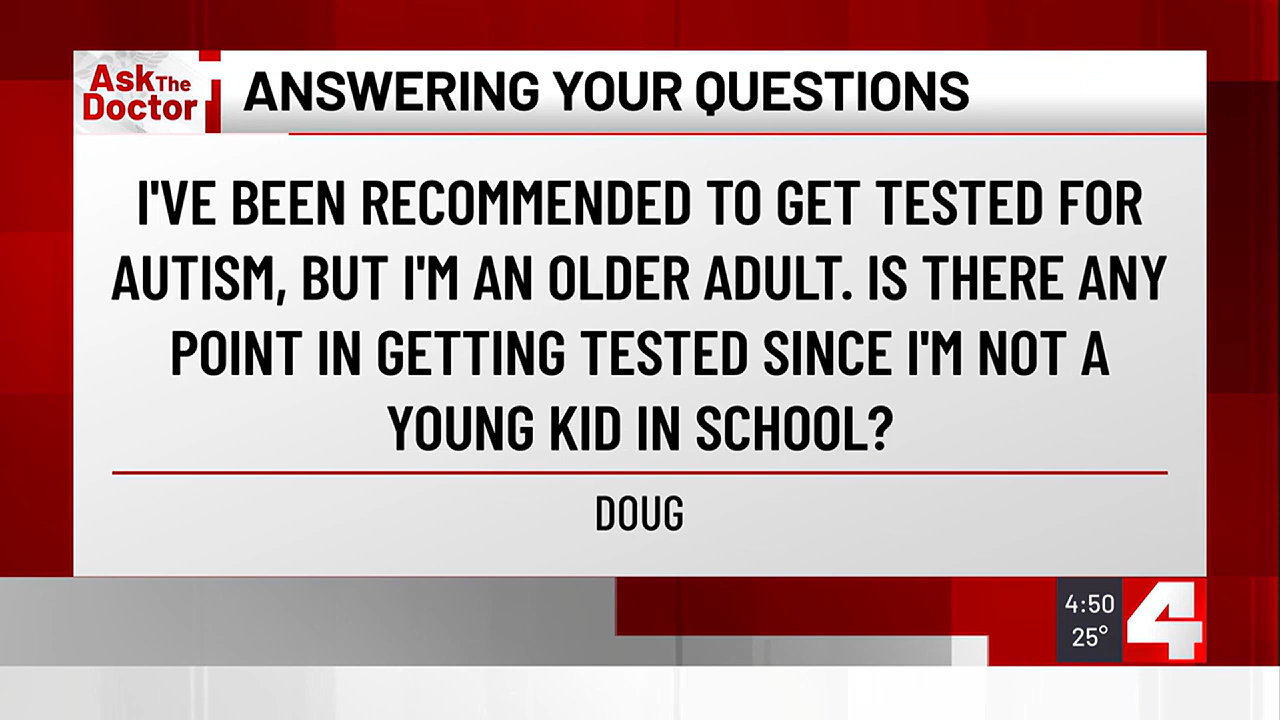 Ask The
Doctor
ANSWERING YOUR QUESTIONS
I'VE BEEN RECOMMENDED TO GET TESTED FOR
AUTISM, BUT I'M AN OLDER ADULT. IS THERE ANY
POINT IN GETTING TESTED SINCE I'M NOT A
YOUNG KID IN SCHOOL?
DOUG
4:50
25°
4